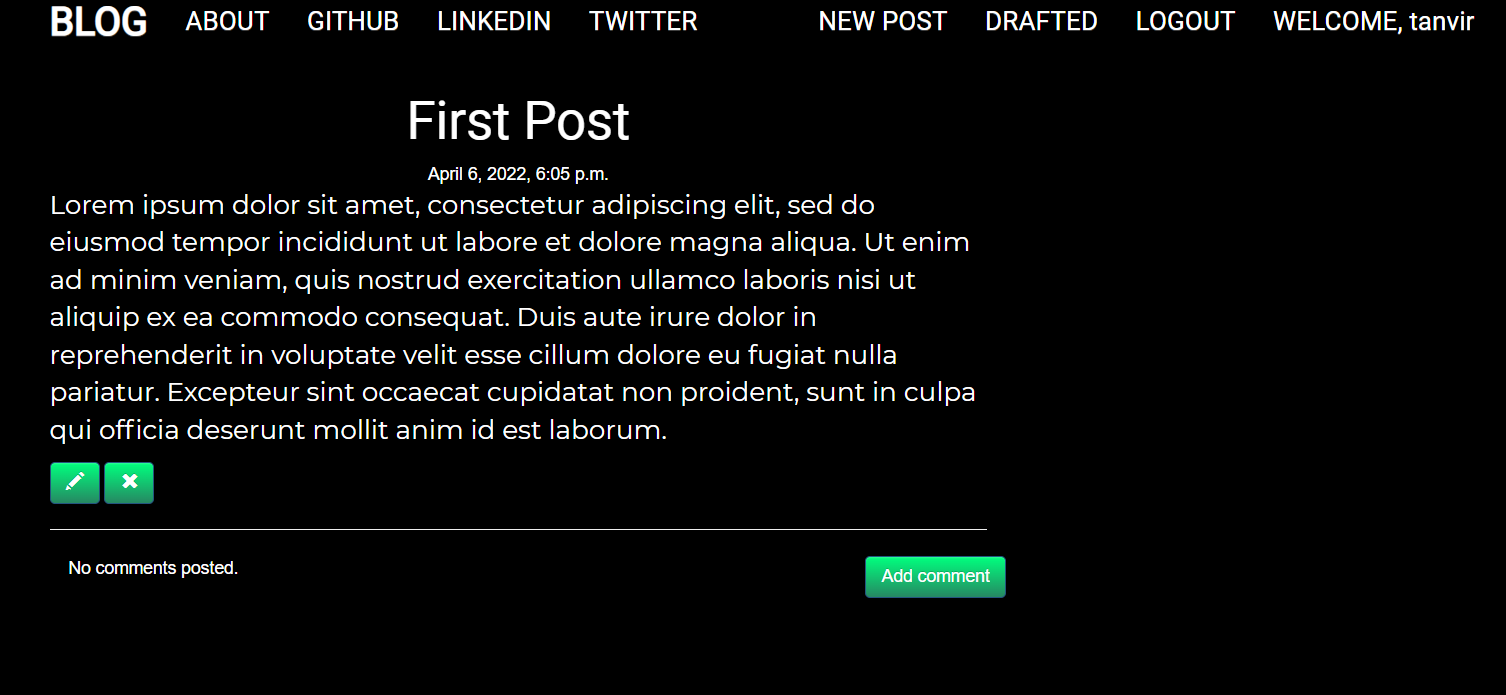 BLOG ABOUT GITHUB LINKEDIN TWITTER NEW POST DRAFTED LOGOUT WELCOME, tanvir
First Post
April 6, 2022, 6:05 p.m.
Lorem ipsum dolor sit amet, consectetur adipiscing elit, sed do
eiusmod tempor incididunt ut labore et dolore magna aliqua. Ut enim
ad minim veniam, quis nostrud exercitation ullamco laboris nisi ut
aliquip ex ea commodo consequat. Duis aute irure dolor in
reprehenderit in voluptate velit esse cillum dolore eu fugiat nulla
pariatur. Excepteur sint occaecat cupidatat non proident, sunt in culpa
qui officia deserunt mollit anim id est laborum.
No comments posted.
Add comment